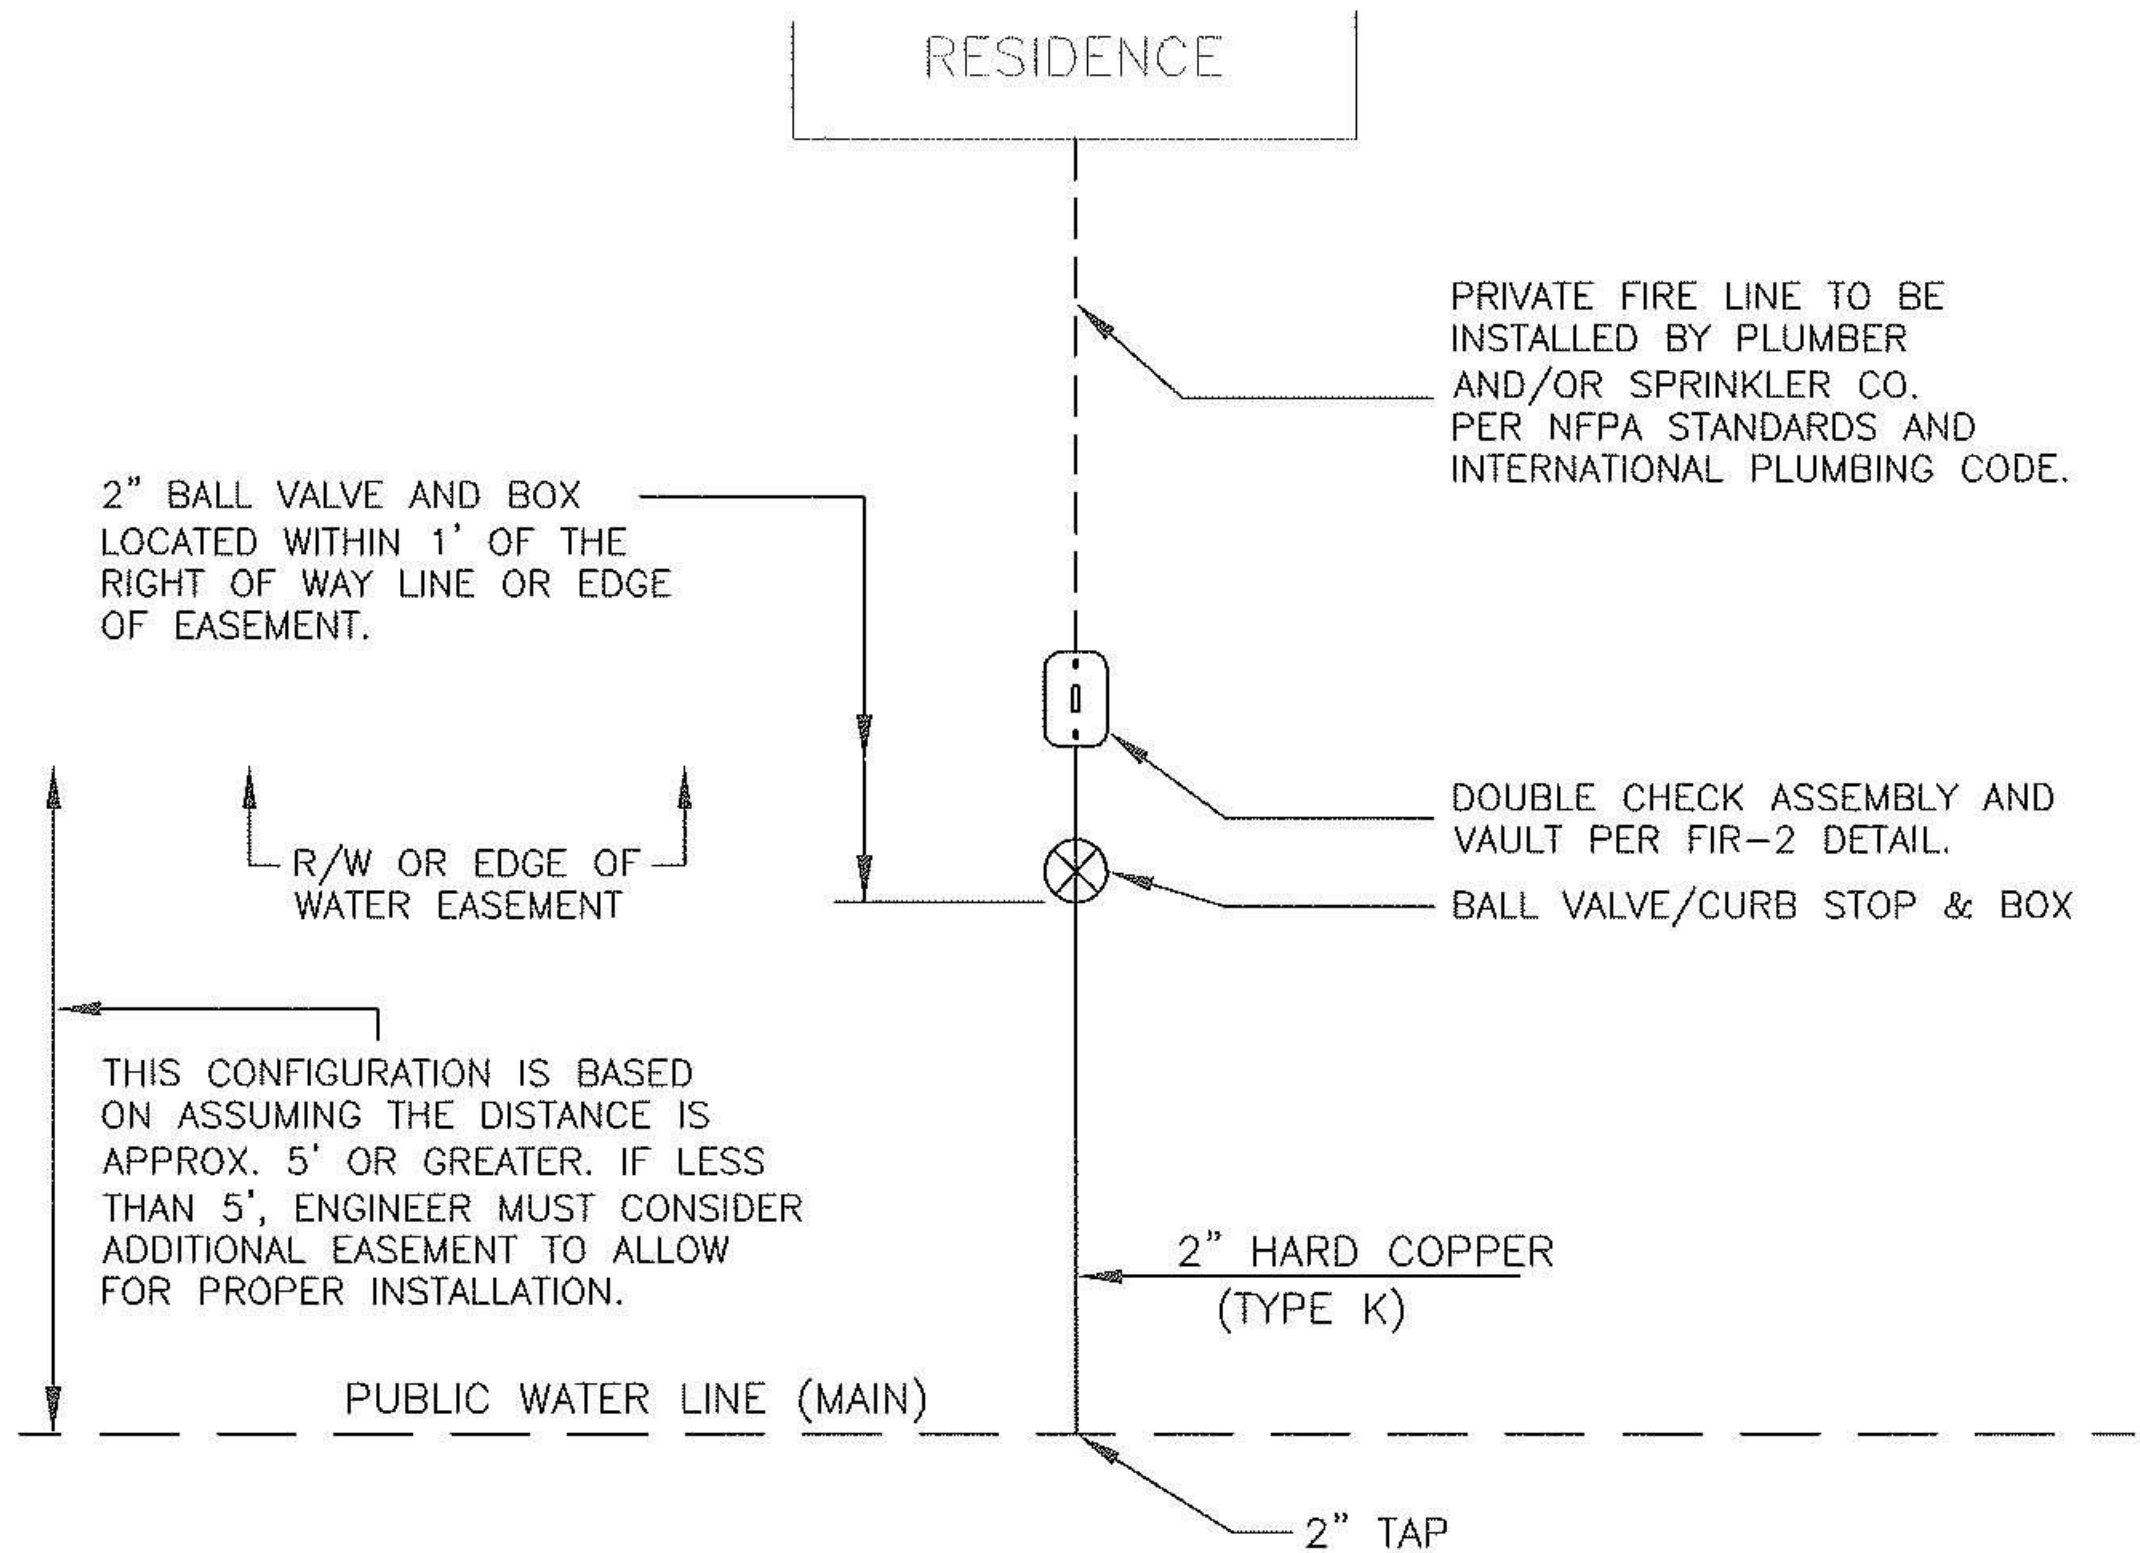 RESIDENCE
PRIVATE FIRE LINE TO BE
INSTALLED BY PLUMBER
AND/OR SPRINKLER CO.
PER NFPA STANDARDS AND
INTERNATIONAL PLUMBING CODE.
2" BALL VALVE AND BOX
LOCATED WITHIN 1' OF THE
RIGHT OF WAY LINE OR EDGE
OF EASEMENT.
DOUBLE CHECK ASSEMBLY AND
VAULT PER FIR-2 DETAIL.
R/W OR EDGE OF
WATER EASEMENT
BALL VALVE/CURB STOP & BOX
THIS CONFIGURATION IS BASED
ON ASSUMING THE DISTANCE IS
APPROX. 5' OR GREATER. IF LESS
THAN 5', ENGINEER MUST CONSIDER
ADDITIONAL EASEMENT TO ALLOW
FOR PROPER INSTALLATION.
2" HARD COPPER
(TYPE K)
PUBLIC WATER LINE (MAIN)
2" TAP